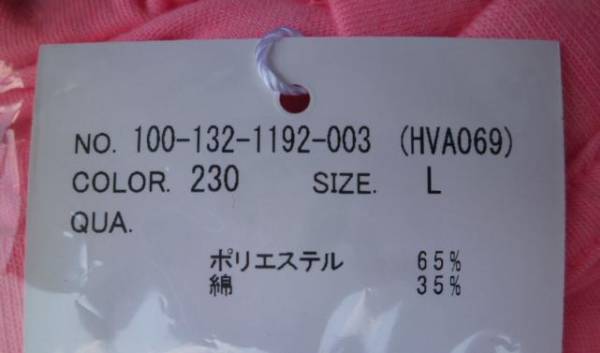 NO. 100-132-1192-003 (HVA069)
COLOR. 230 SIZE. L
QUA.
ポリエステル 65%
綿 35%